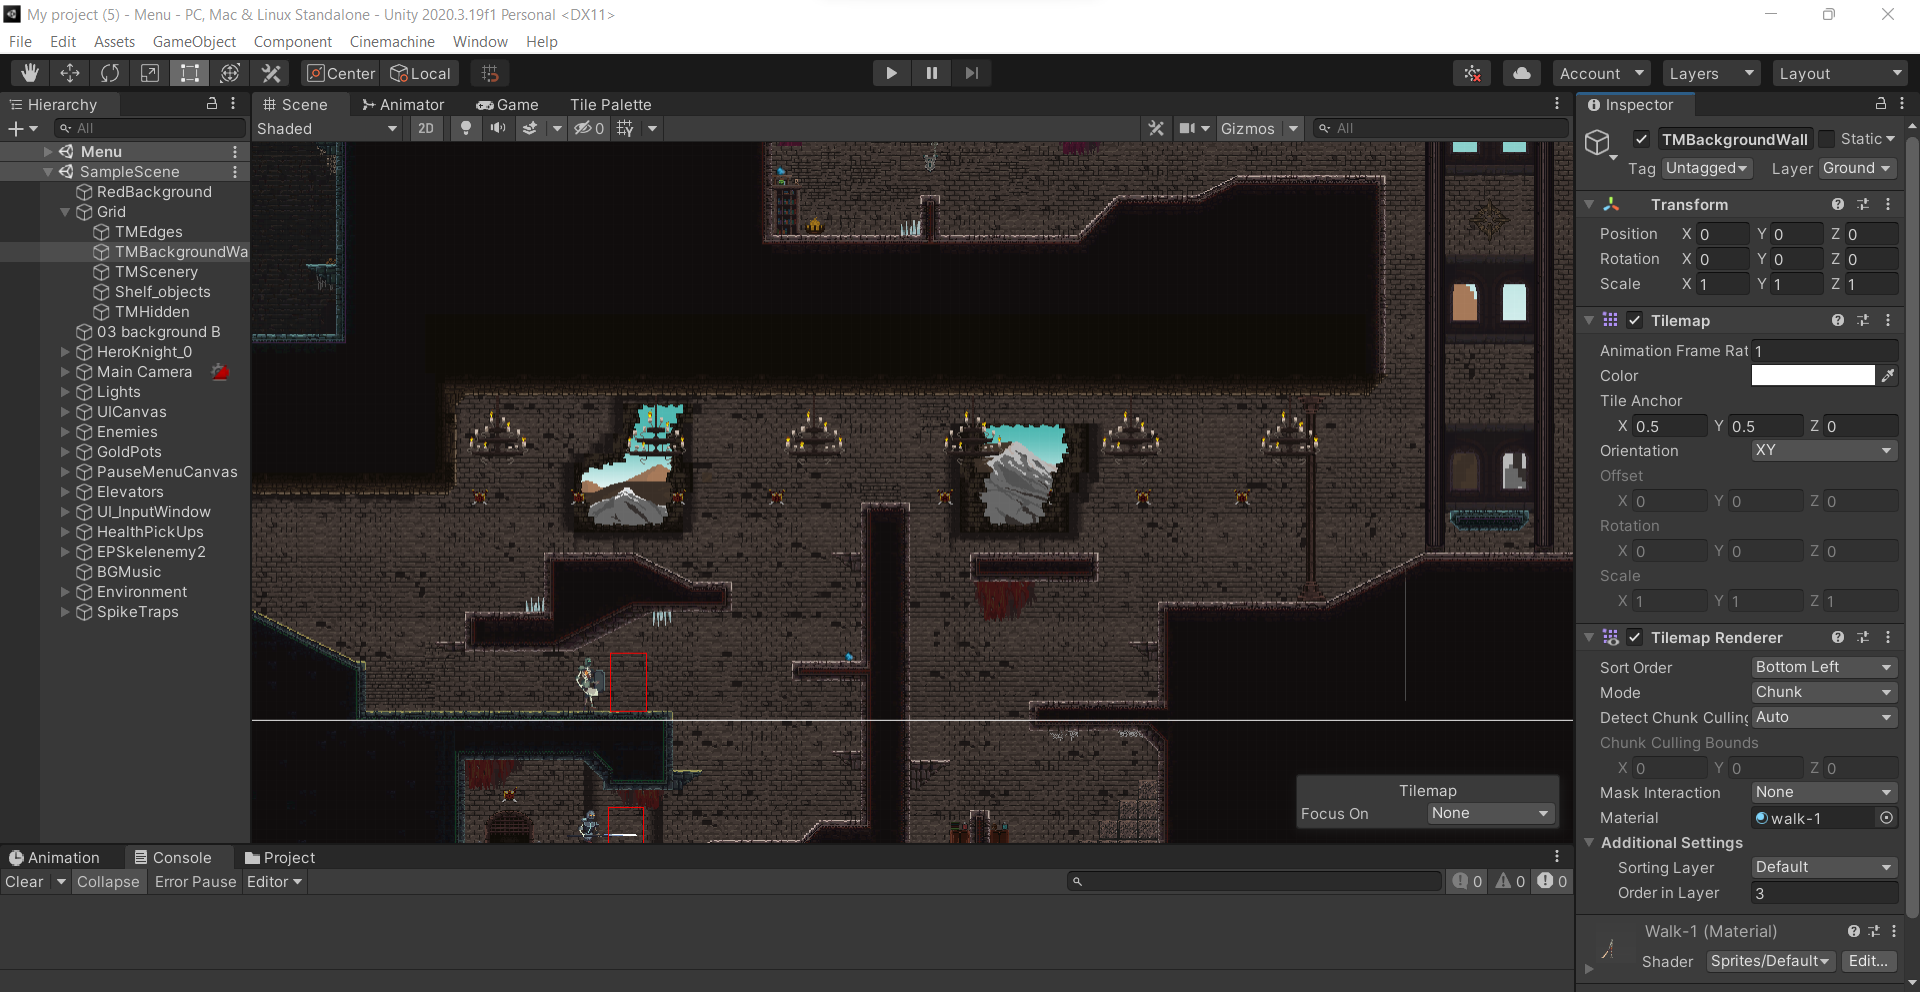 My project (5) - Menu - PC, Mac & Linux Standalone - Unity 2020.3.19f1 Personal <DX11>
File Edit Assets GameObject Component Cinemachine Window Help
Center Local Account Layers Layout
Hierarchy
All
Menu
SampleScene
RedBackground
Grid
TMEdges
TMBackgroundWa
TMScenery
Shelf_objects
TMHidden
03 background B
HeroKnight_0
Main Camera
Lights
UICanvas
Enemies
GoldPots
PauseMenuCanvas
Elevators
UI_InputWindow
HealthPickUps
EPSkelenemy2
BGMusic
Environment
SpikeTraps
Scene Animator Game Tile Palette
Shaded 2D 0 Gizmos All
Tilemap
Focus On None
Inspector
TMBackgroundWall Static
Tag Untagged Layer Ground
Transform
Position X 0 Y 0 Z 0
Rotation X 0 Y 0 Z 0
Scale X 1 Y 1 Z 1
Tilemap
Animation Frame Rat 1
Color
Tile Anchor
X 0.5 Y 0.5 Z 0
Orientation XY
Offset
X 0 Y 0 Z 0
Rotation
X 0 Y 0 Z 0
Scale
X 1 Y 1 Z 1
Tilemap Renderer
Sort Order Bottom Left
Mode Chunk
Detect Chunk Culling Auto
Chunk Culling Bounds
X 0 Y 0 Z 0
Mask Interaction None
Material walk-1
Additional Settings
Sorting Layer Default
Order in Layer 3
Walk-1 (Material)
Shader Sprites/Default Edit...
Animation Console Project
Clear Collapse Error Pause Editor 0 0 0